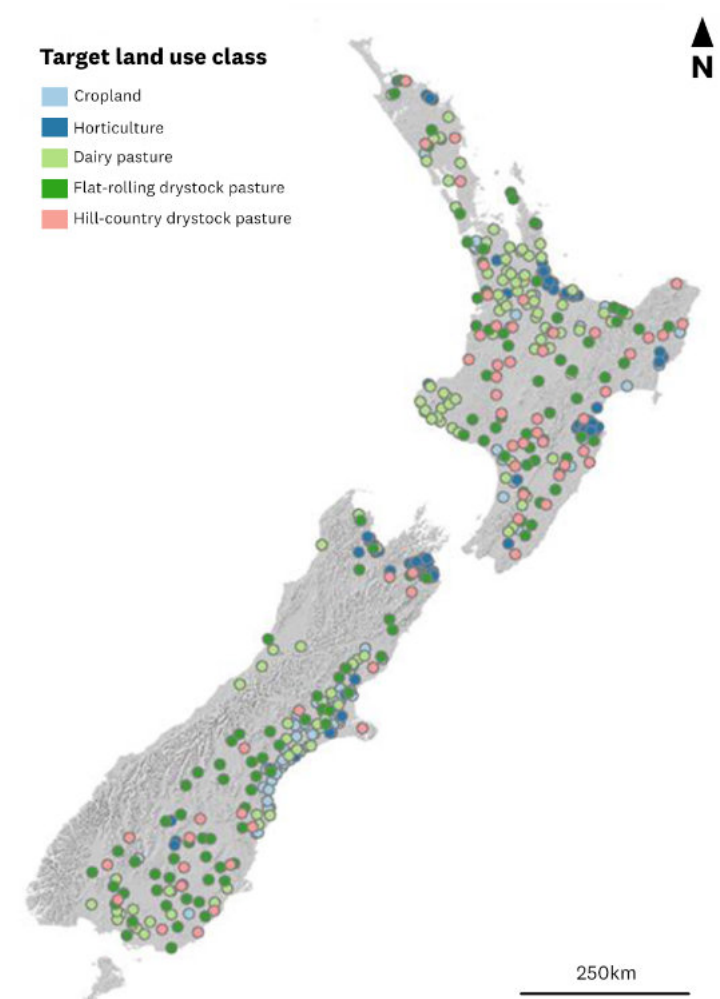 Target land use class
N
Cropland
Horticulture
Dairy pasture
Flat-rolling drystock pasture
Hill-country drystock pasture
250km